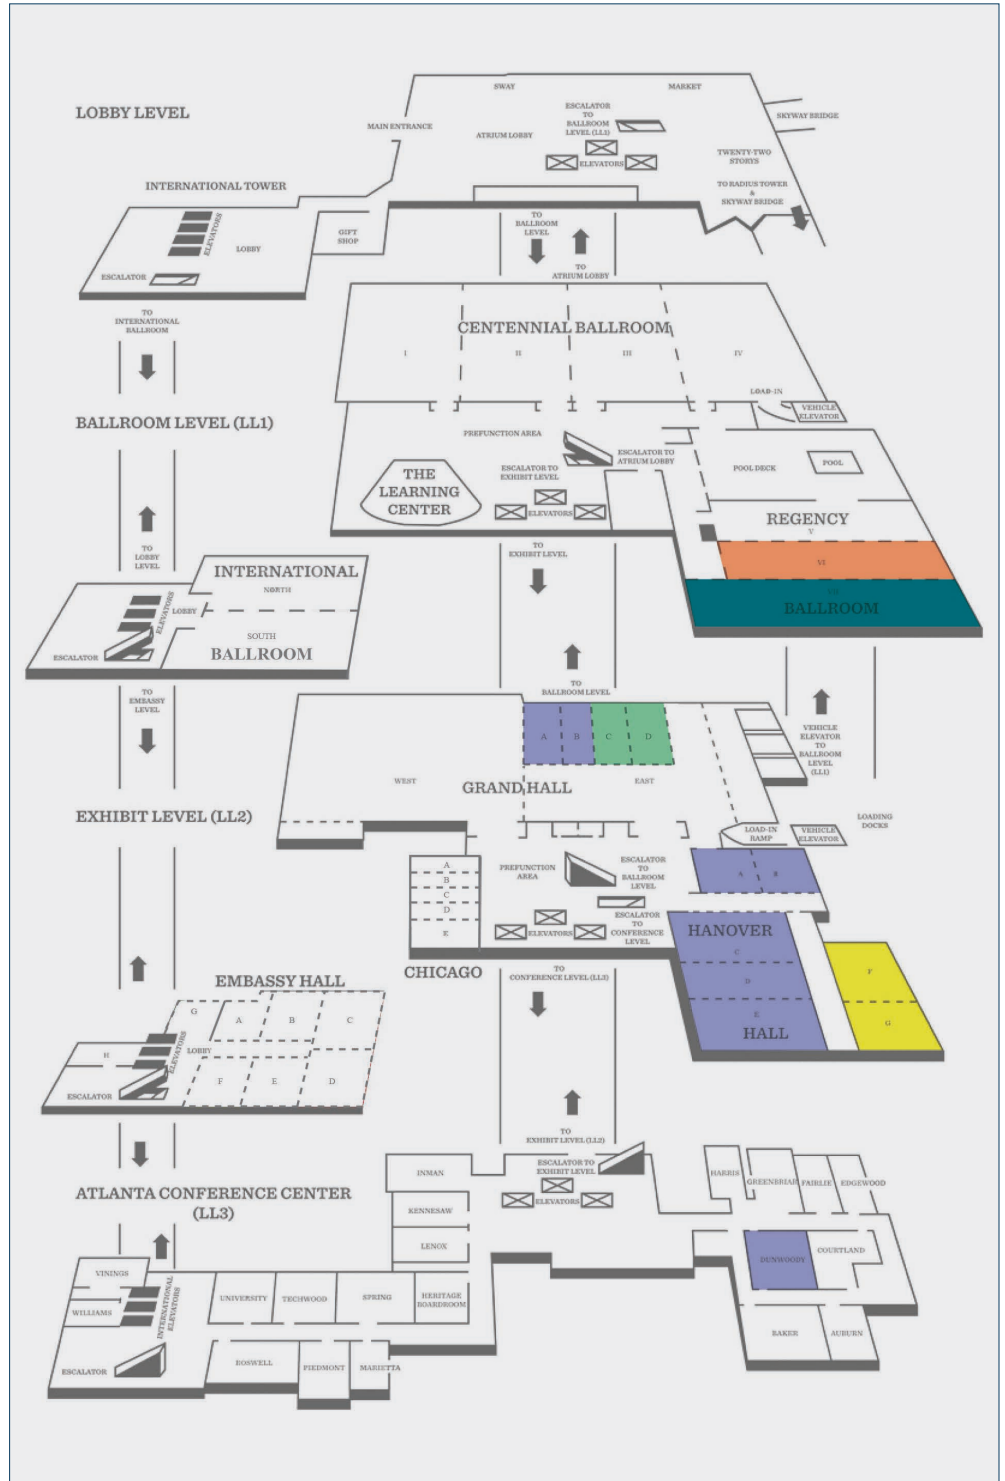 LOBBY LEVEL
SWAY
MARKET
ESCALATOR
TO
BALLROOM
LEVEL (LL1)
SKYWAY BRIDGE
MAIN ENTRANCE
ATRIUM LOBBY
ELEVATORS
TWENTY-TWO
STORYS
TO RADIUS TOWER
&
SKYWAY BRIDGE
INTERNATIONAL TOWER
ELEVATORS
LOBBY
GIFT
SHOP
ESCALATOR
TO
BALLROOM
LEVEL
TO
ATRIUM LOBBY
TO
INTERNATIONAL
BALLROOM
CENTENNIAL BALLROOM
I
II
III
IV
LOAD-IN
VEHICLE
ELEVATOR
BALLROOM LEVEL (LL1)
PREFUNCTION AREA
ESCALATOR TO
ATRIUM LOBBY
ESCALATOR TO
EXHIBIT LEVEL
ELEVATORS
THE
LEARNING
CENTER
POOL DECK
POOL
REGENCY
V
VI
VII
BALLROOM
TO
EXHIBIT LEVEL
TO
LOBBY
LEVEL
INTERNATIONAL
NORTH
ELEVATORS
LOBBY
SOUTH
BALLROOM
ESCALATOR
TO
EMBASSY
LEVEL
TO
BALLROOM LEVEL
VEHICLE
ELEVATOR
TO
BALLROOM
LEVEL
(LL1)
A
B
C
D
WEST
EAST
GRAND HALL
EXHIBIT LEVEL (LL2)
LOADING
DOCKS
LOAD-IN
RAMP
VEHICLE
ELEVATOR
A
B
C
D
E
PREFUNCTION
AREA
ESCALATOR
TO
BALLROOM
LEVEL
ELEVATORS
ESCALATOR
TO
CONFERENCE
LEVEL
A
B
HANOVER
C
D
E
HALL
F
G
CHICAGO
TO
CONFERENCE LEVEL (LL3)
EMBASSY HALL
G
A
B
C
H
ELEVATORS
LOBBY
F
E
D
ESCALATOR
TO
EXHIBIT LEVEL (LL2)
ATLANTA CONFERENCE CENTER
(LL3)
INMAN
ESCALATOR TO
EXHIBIT LEVEL
ELEVATORS
KENNESAW
LENOX
HARRIS
GREENBRIAR
FAIRLIE
EDGEWOOD
DUNWOODY
COURTLAND
VININGS
WILLIAMS
INTERNATIONAL
ELEVATORS
UNIVERSITY
TECHWOOD
SPRING
HERITAGE
BOARDROOM
BAKER
AUBURN
ESCALATOR
ROSWELL
PIEDMONT
MARIETTA